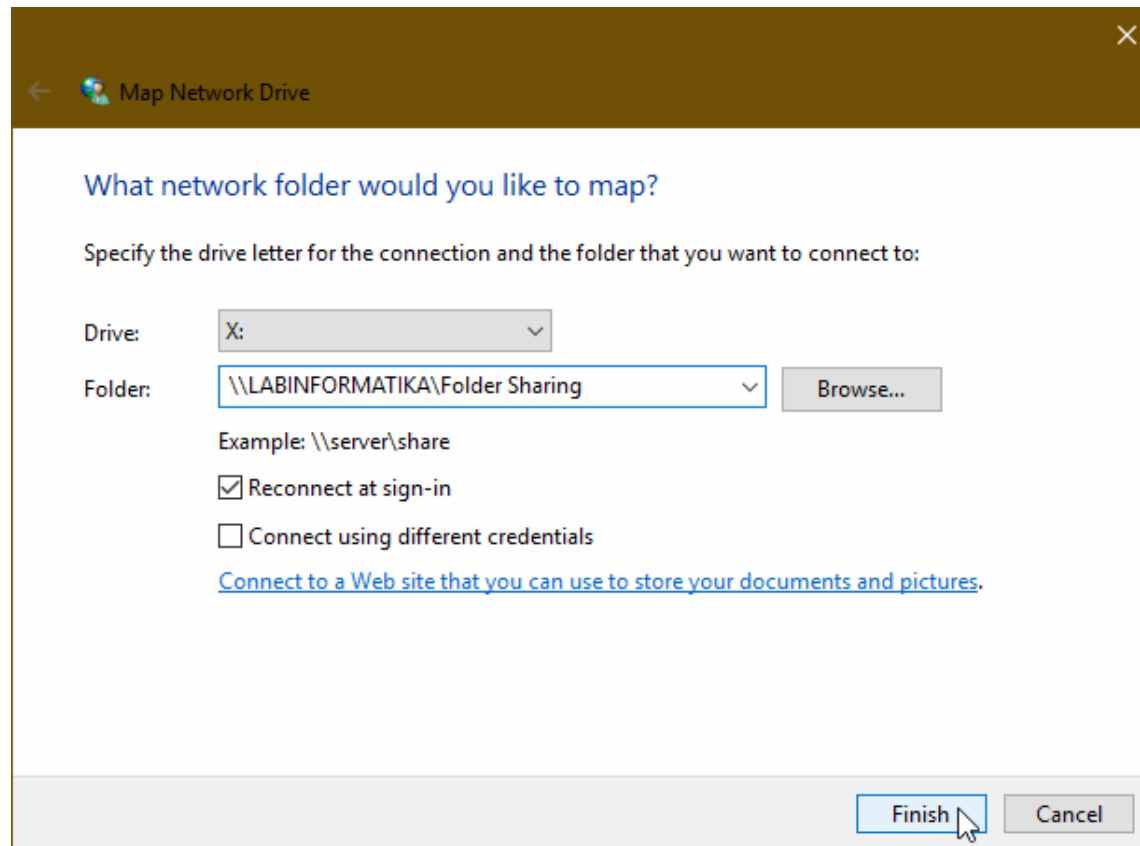 Map Network Drive
What network folder would you like to map?
Specify the drive letter for the connection and the folder that you want to connect to:
Drive: X:
Folder: \\LABINFORMATIKA\Folder Sharing Browse...
Example: \\server\share
Reconnect at sign-in
Connect using different credentials
Connect to a Web site that you can use to store your documents and pictures.
Finish Cancel